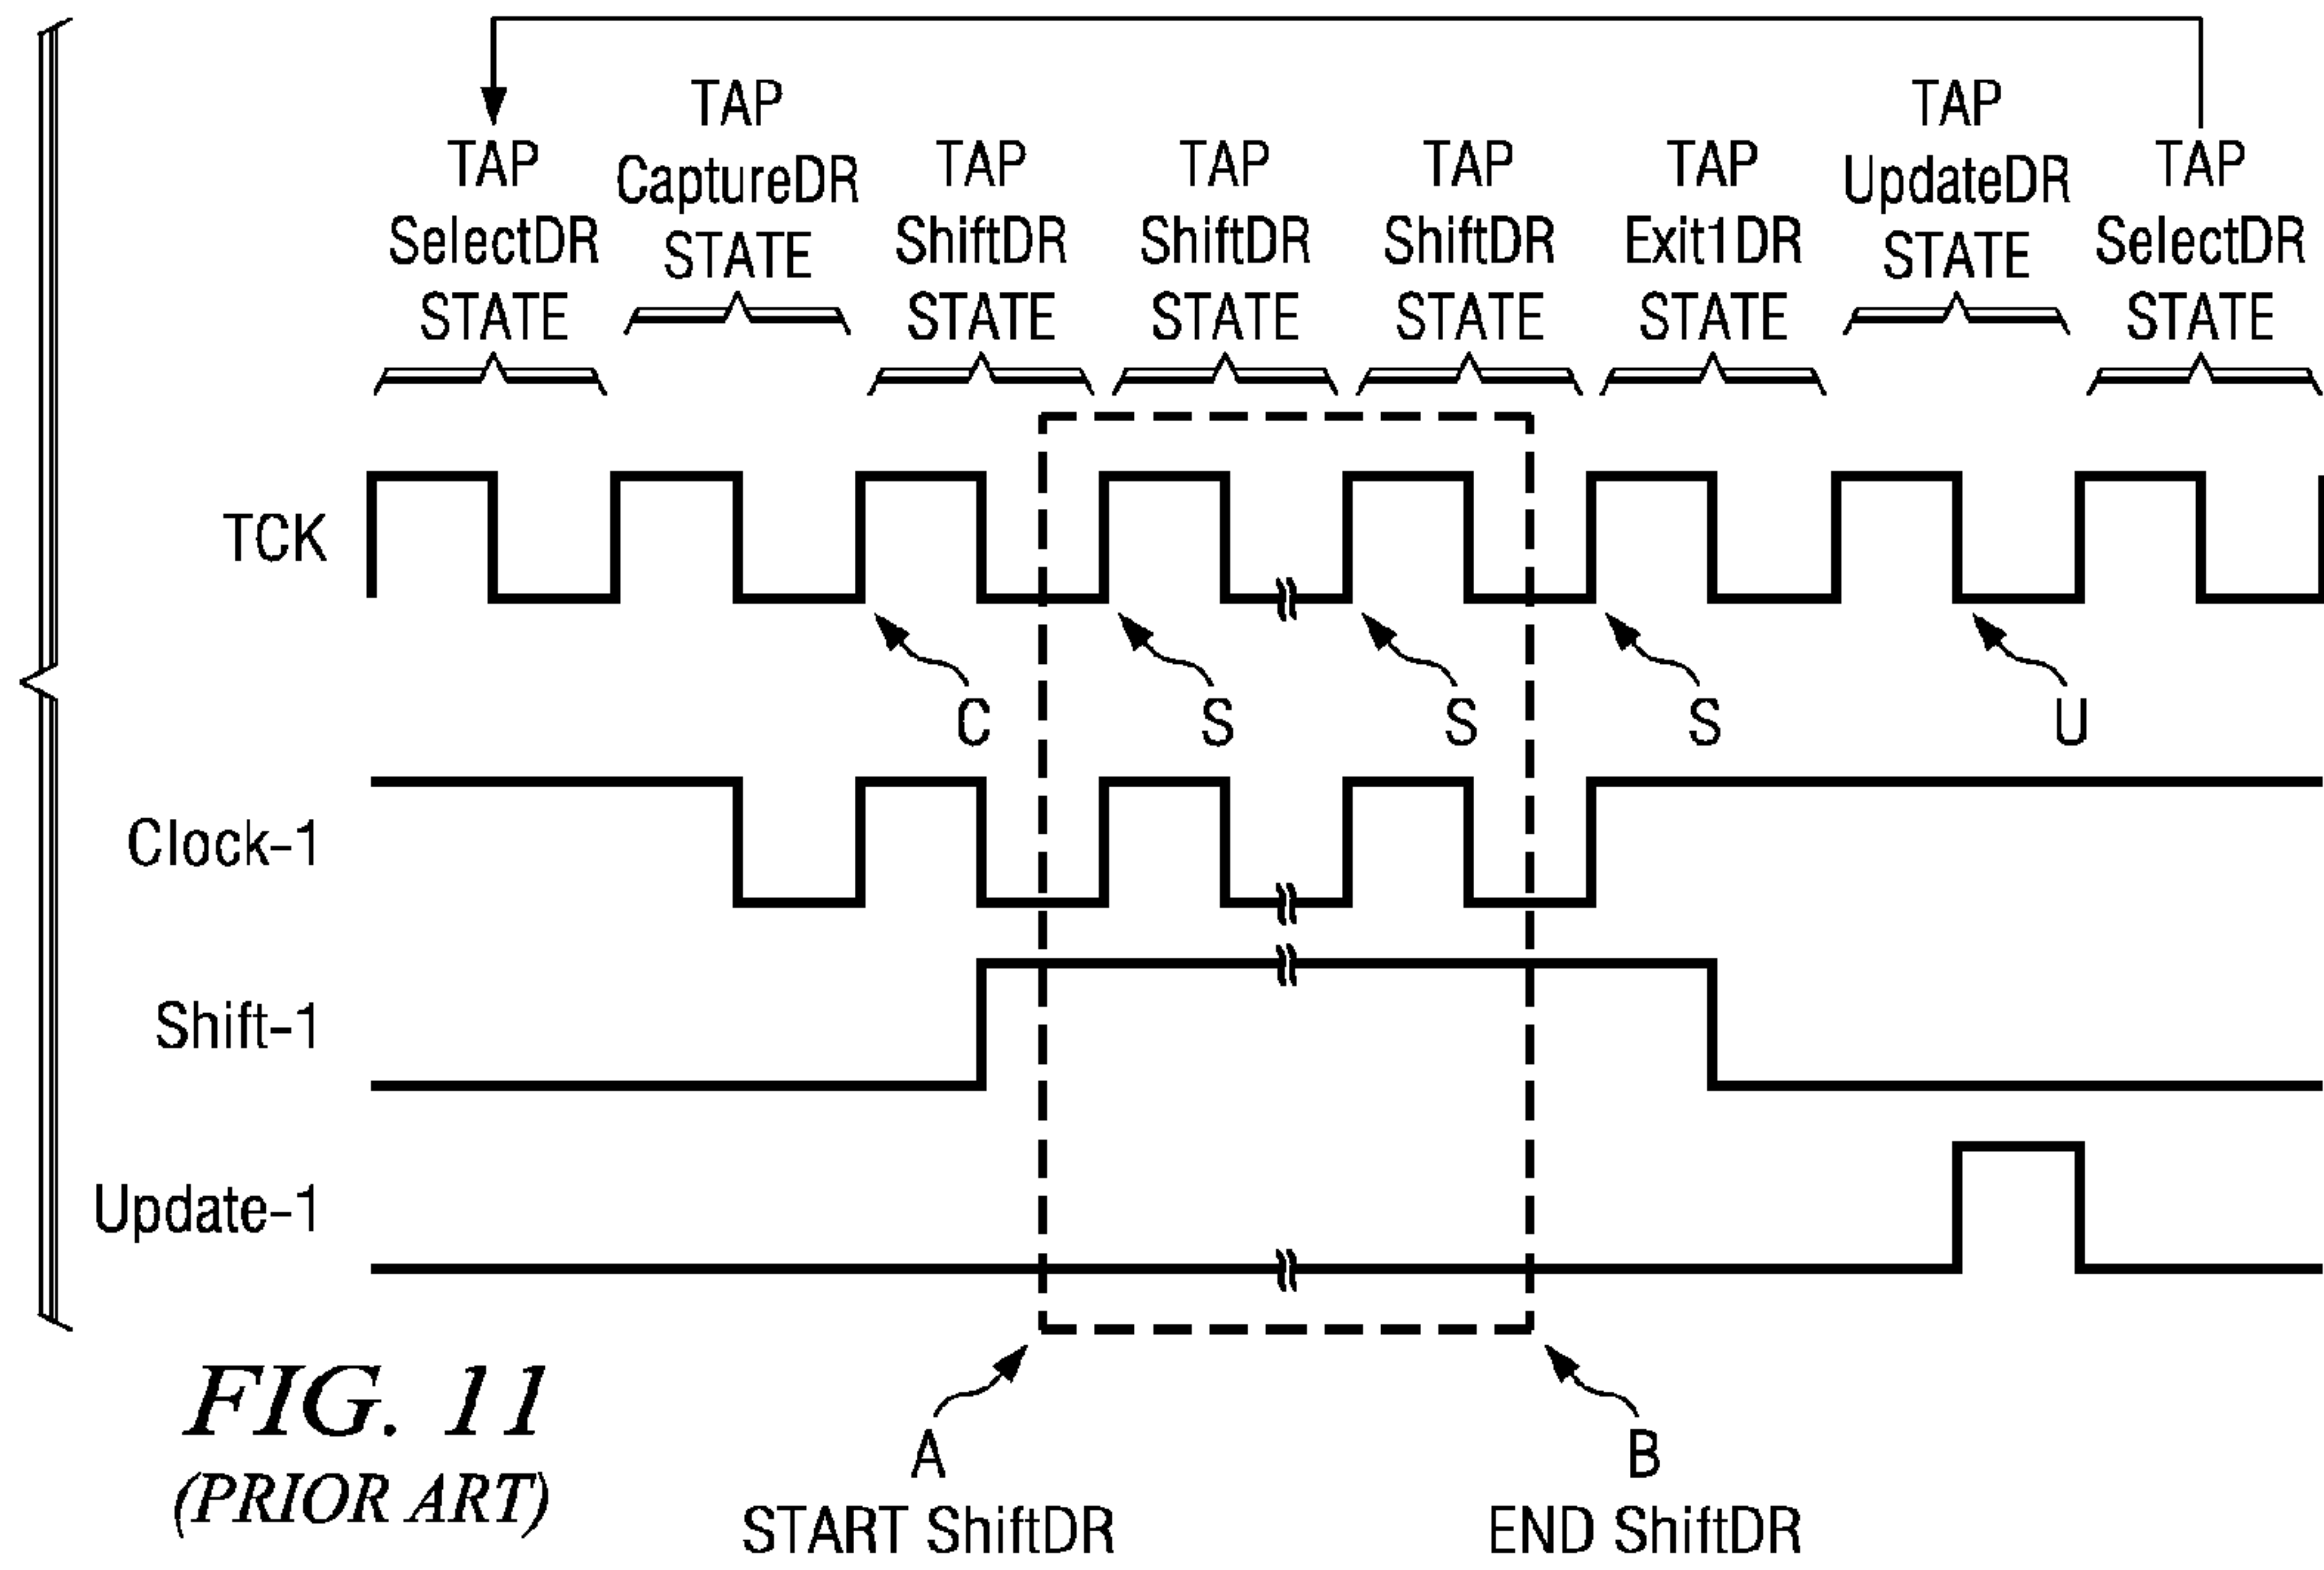 TAP
SelectDR
STATE
TAP
CaptureDR
STATE
TAP
ShiftDR
STATE
TAP
ShiftDR
STATE
TAP
ShiftDR
STATE
TAP
Exit1DR
STATE
TAP
UpdateDR
STATE
TAP
SelectDR
STATE
TCK
C
S
S
S
U
Clock-1
Shift-1
Update-1
A
START ShiftDR
B
END ShiftDR
FIG. 11
(PRIOR ART)